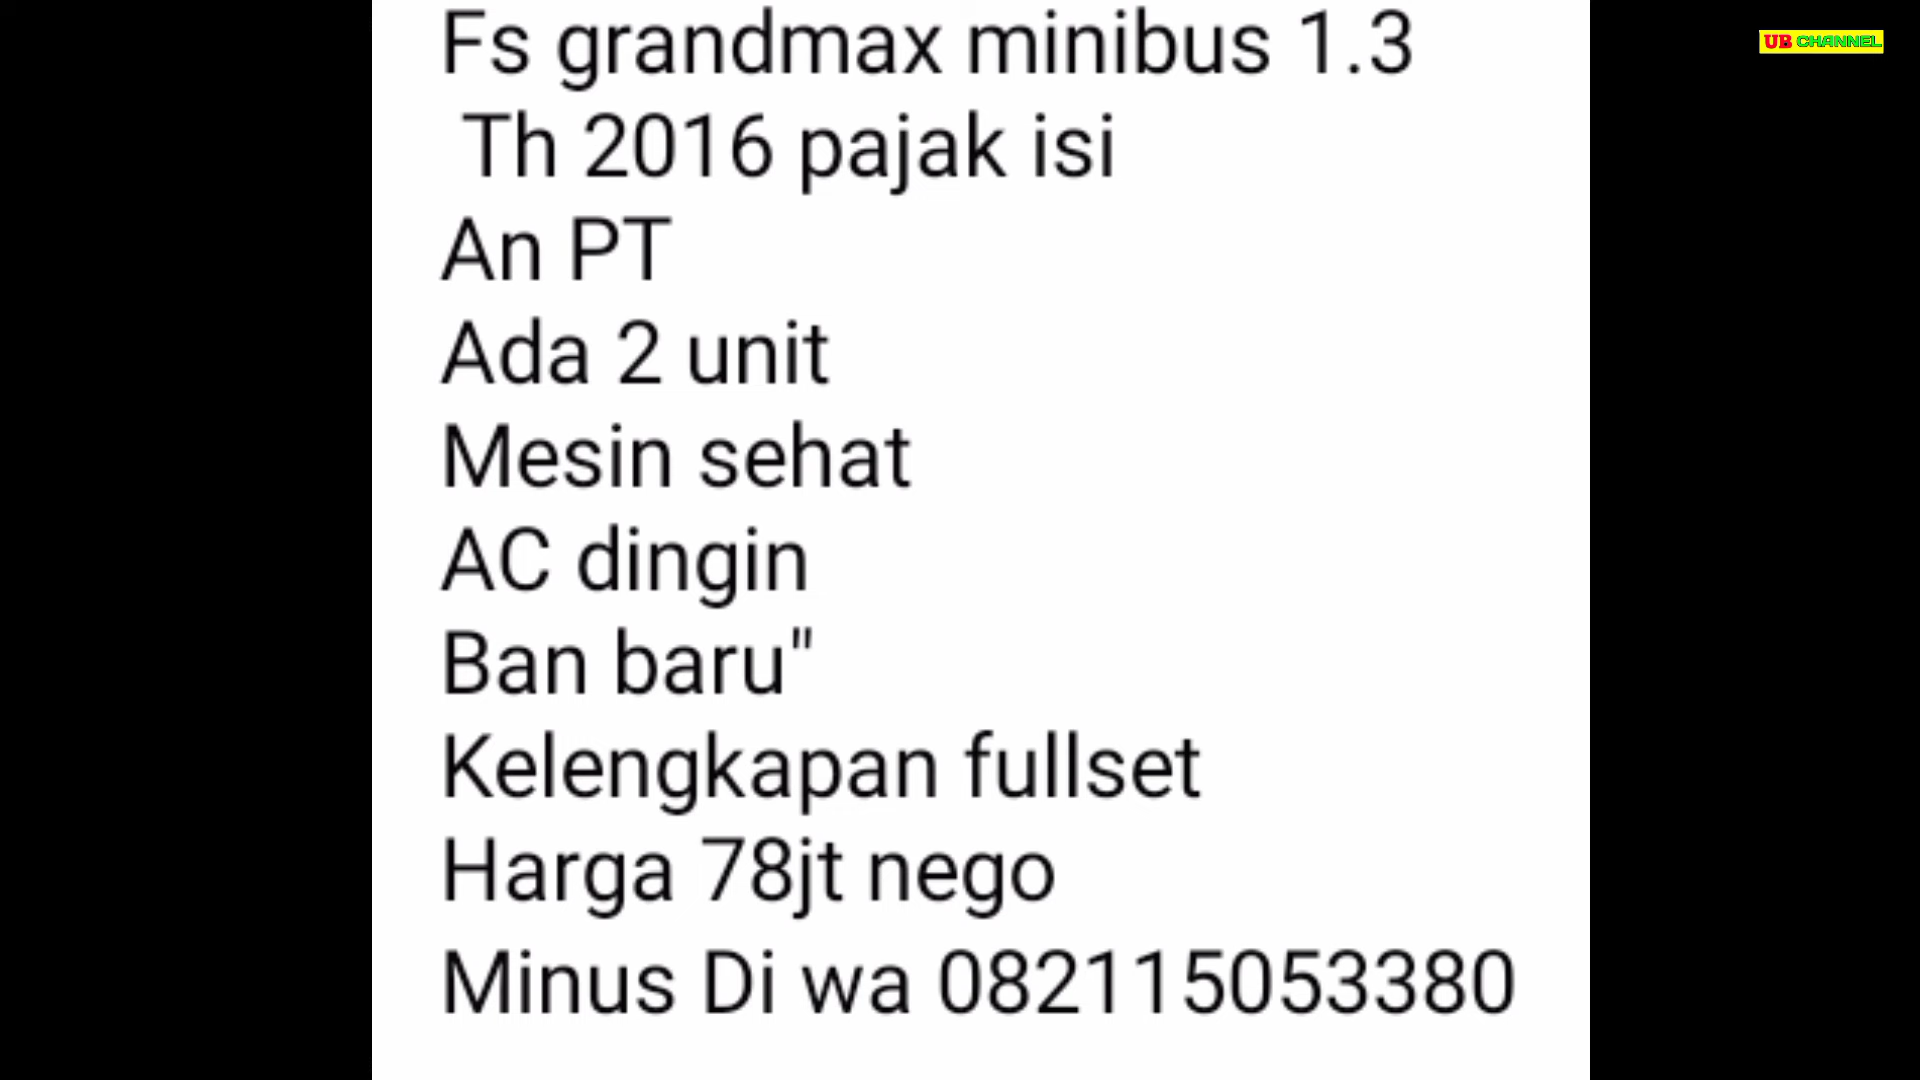 Fs grandmax minibus 1.3
UB CHANNEL
Th 2016 pajak isi
An PT
Ada 2 unit
Mesin sehat
AC dingin
Ban baru"
Kelengkapan fullset
Harga 78jt nego
Minus Di wa 082115053380